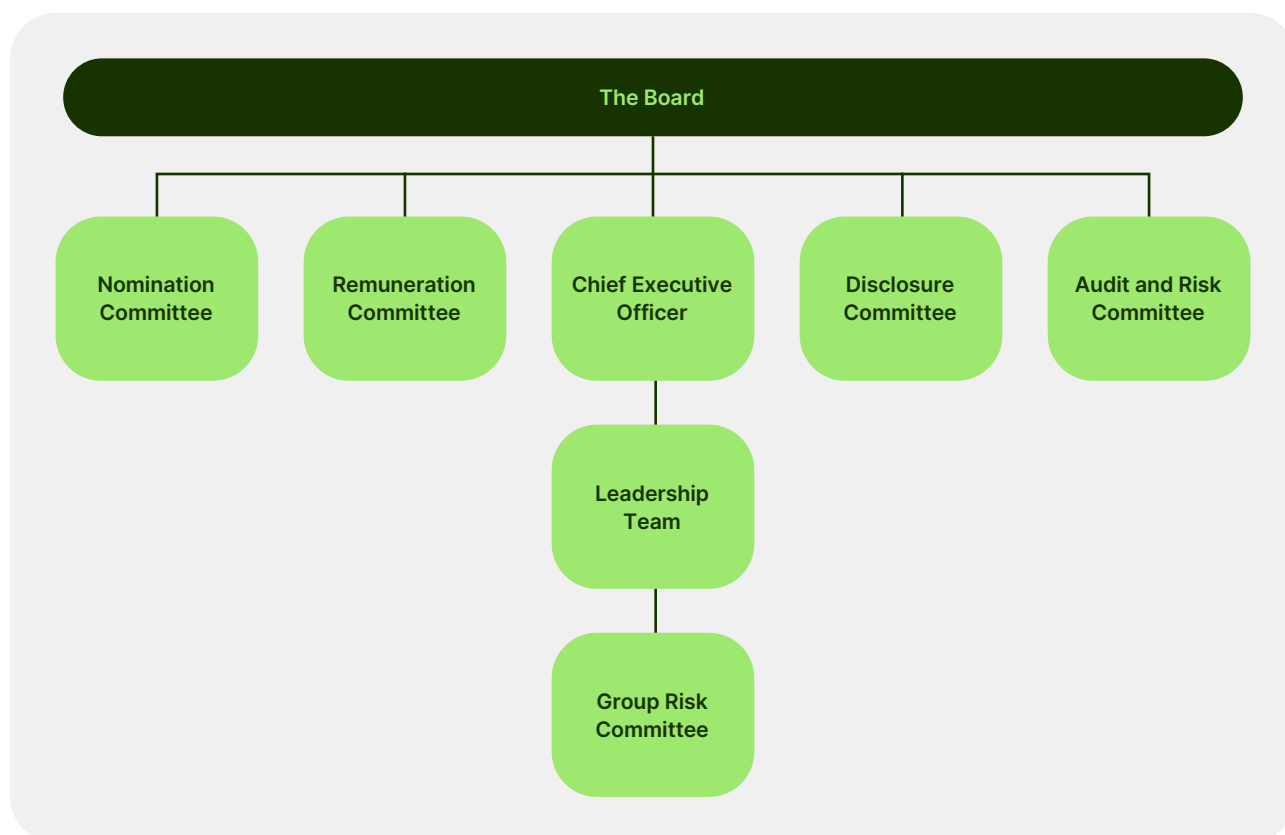 The Board
Nomination
Committee
Remuneration
Committee
Chief Executive
Officer
Disclosure
Committee
Audit and Risk
Committee
Leadership
Team
Group Risk
Committee